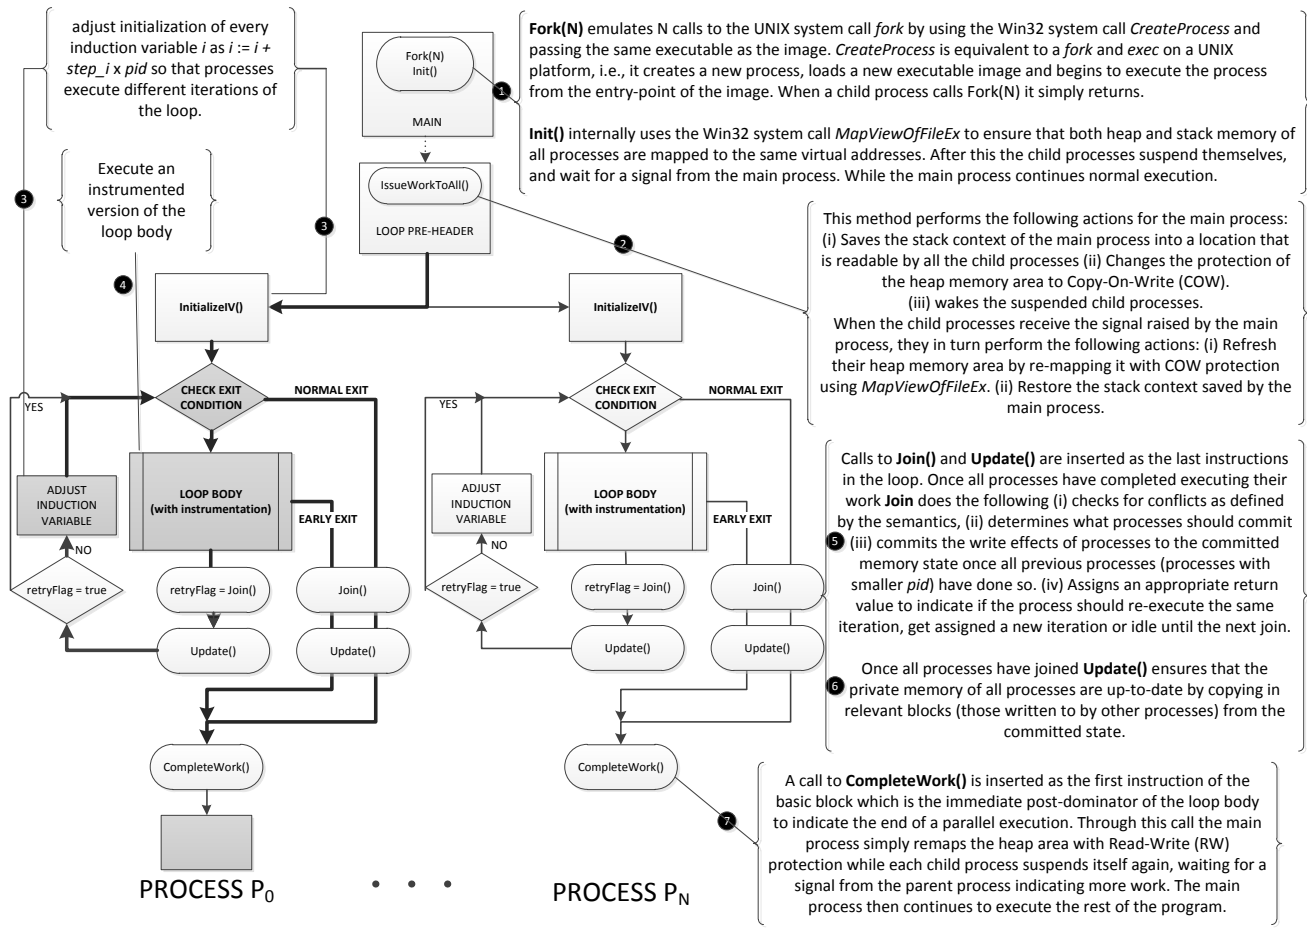 adjust initialization of every
induction variable i as i := i +
step_i x pid so that processes
execute different iterations of
the loop.
Fork(N)
Init()
MAIN
1
Fork(N) emulates N calls to the UNIX system call fork by using the Win32 system call CreateProcess and
passing the same executable as the image. CreateProcess is equivalent to a fork and exec on a UNIX
platform, i.e., it creates a new process, loads a new executable image and begins to execute the process
from the entry-point of the image. When a child process calls Fork(N) it simply returns.
Init() internally uses the Win32 system call MapViewOfFileEx to ensure that both heap and stack memory of
all processes are mapped to the same virtual addresses. After this the child processes suspend themselves,
and wait for a signal from the main process. While the main process continues normal execution.
Execute an
instrumented
version of the
loop body
3
3
4
IssueWorkToAll()
LOOP PRE-HEADER
2
This method performs the following actions for the main process:
(i) Saves the stack context of the main process into a location that
is readable by all the child processes (ii) Changes the protection of
the heap memory area to Copy-On-Write (COW).
(iii) wakes the suspended child processes.
When the child processes receive the signal raised by the main
process, they in turn perform the following actions: (i) Refresh
their heap memory area by re-mapping it with COW protection
using MapViewOfFileEx. (ii) Restore the stack context saved by the
main process.
InitializeIV()
CHECK EXIT
CONDITION
NORMAL EXIT
YES
ADJUST
INDUCTION
VARIABLE
LOOP BODY
(with instrumentation)
EARLY EXIT
NO
retryFlag = true
retryFlag = Join()
Join()
Update()
Update()
CompleteWork()
PROCESS P0
. . .
InitializeIV()
CHECK EXIT
CONDITION
NORMAL EXIT
YES
ADJUST
INDUCTION
VARIABLE
LOOP BODY
(with instrumentation)
EARLY EXIT
NO
retryFlag = true
retryFlag = Join()
Join()
Update()
Update()
CompleteWork()
PROCESS PN
5
Calls to Join() and Update() are inserted as the last instructions
in the loop. Once all processes have completed executing their
work Join does the following (i) checks for conflicts as defined
by the semantics, (ii) determines what processes should commit
(iii) commits the write effects of processes to the committed
memory state once all previous processes (processes with
smaller pid) have done so. (iv) Assigns an appropriate return
value to indicate if the process should re-execute the same
iteration, get assigned a new iteration or idle until the next join.
6
Once all processes have joined Update() ensures that the
private memory of all processes are up-to-date by copying in
relevant blocks (those written to by other processes) from the
committed state.
7
A call to CompleteWork() is inserted as the first instruction of the
basic block which is the immediate post-dominator of the loop body
to indicate the end of a parallel execution. Through this call the main
process simply remaps the heap area with Read-Write (RW)
protection while each child process suspends itself again, waiting for a
signal from the parent process indicating more work. The main
process then continues to execute the rest of the program.